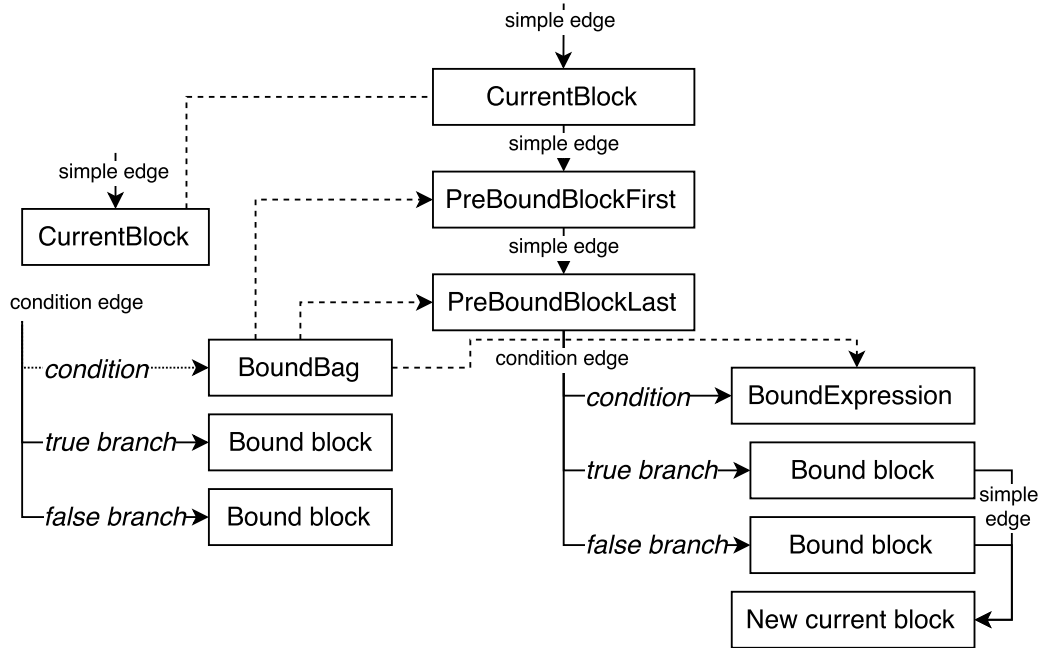 simple edge
CurrentBlock
simple edge
simple edge
PreBoundBlockFirst
CurrentBlock
simple edge
PreBoundBlockLast
condition edge
condition edge
condition
BoundBag
condition
BoundExpression
true branch
Bound block
true branch
Bound block
simple
edge
false branch
Bound block
false branch
Bound block
New current block